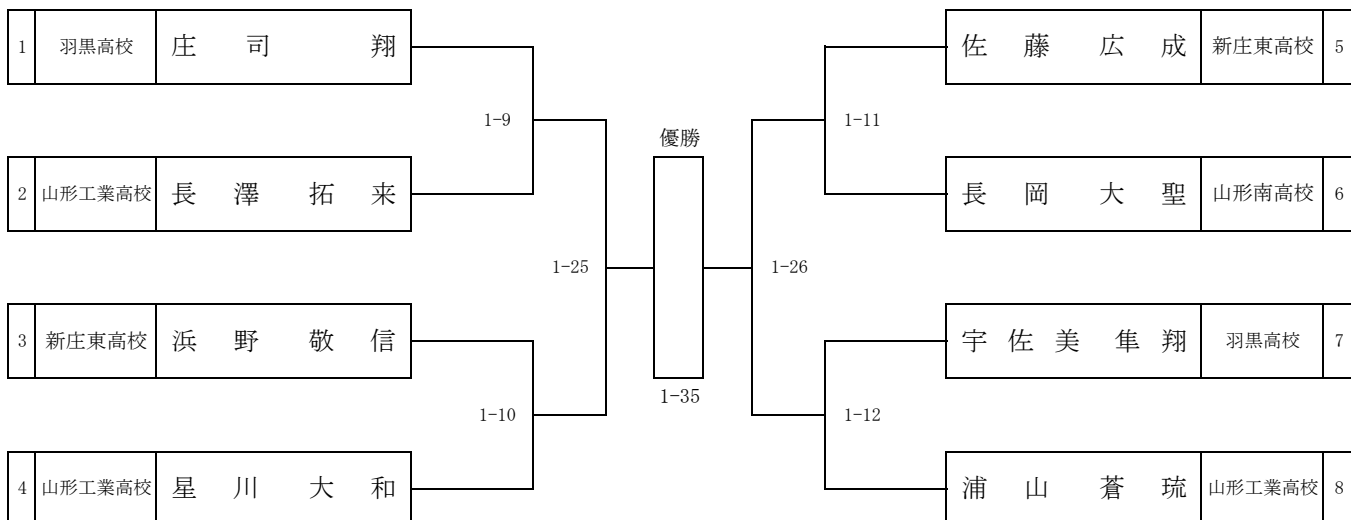 1 羽黒高校 庄司 翔
佐藤広成 新庄東高校 5
1-9
1-11
優勝
2 山形工業高校 長澤拓来
長岡大聖 山形南高校 6
1-25
1-26
3 新庄東高校 浜野敬信
宇佐美隼翔 羽黒高校 7
1-35
1-10
1-12
4 山形工業高校 星川大和
浦山蒼琉 山形工業高校 8